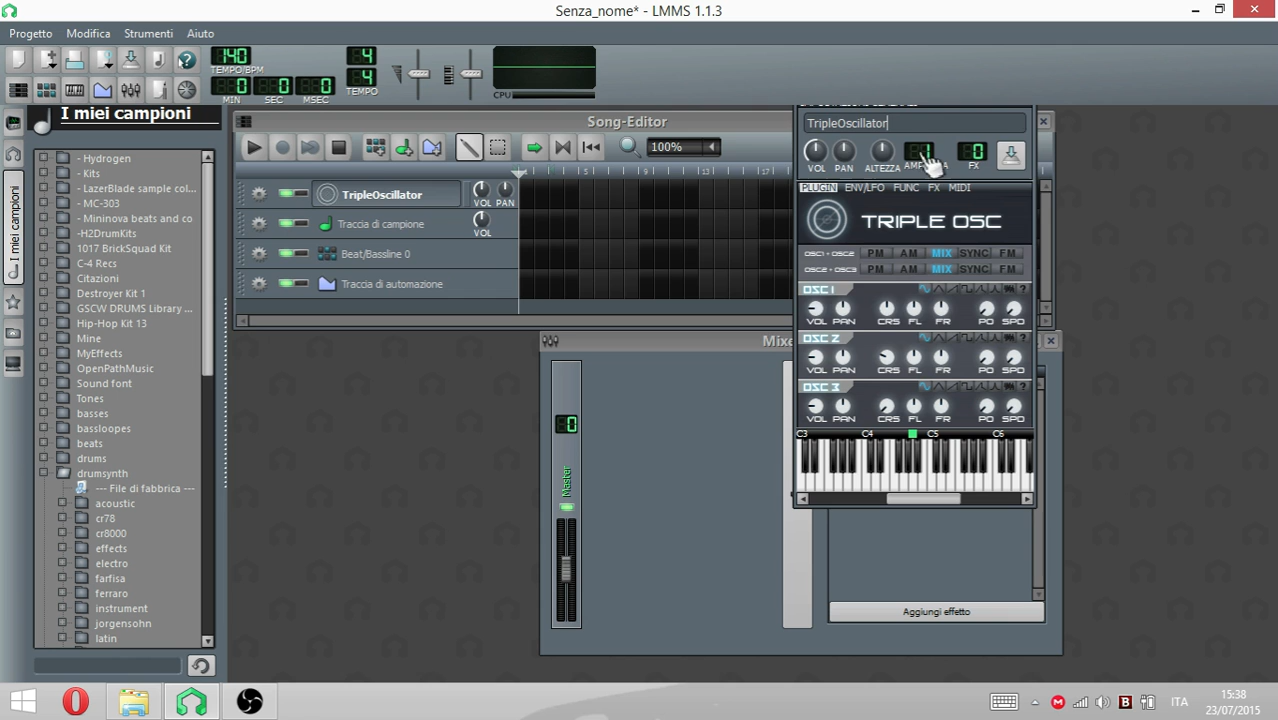 Senza_nome* - LMMS 1.1.3
Progetto Modifica Strumenti Aiuto
140
TEMPO/BPM
0 0 0
MIN SEC MSEC
4
4
TEMPO
CPU
I miei campioni
I miei campioni
- Hydrogen
- Kits
- LazerBlade sample col
- MC-303
- Mininova beats and co
-H2DrumKits
1017 BrickSquad Kit
C-4 Recs
Citazioni
Destroyer Kit 1
GSCW DRUMS Library ...
Hip-Hop Kit 13
Mine
MyEffects
OpenPathMusic
Sound font
Tones
basses
bassloopes
beats
drums
drumsynth
--- File di fabbrica ---
acoustic
cr78
cr8000
effects
electro
farfisa
ferraro
instrument
jorgensohn
latin
Song-Editor
100%
1 5 9 13 17
TripleOscillator VOL PAN
Traccia di campione VOL
Beat/Bassline 0
Traccia di automazione
Mixe
0
Master
Aggiungi effetto
TripleOscillator
1 0
VOL PAN ALTEZZA FX
PLUGIN ENV/LFO FUNC FX MIDI
TRIPLE OSC
OSC1 + OSC2 PM AM MIX SYNC FM
OSC2 + OSC3 PM AM MIX SYNC FM
OSC 1 ?
VOL PAN CRS FL FR PO SPD
OSC 2 ?
VOL PAN CRS FL FR PO SPD
OSC 3 ?
VOL PAN CRS FL FR PO SPD
C3 C4 C5 C6
ITA
15:38
23/07/2015